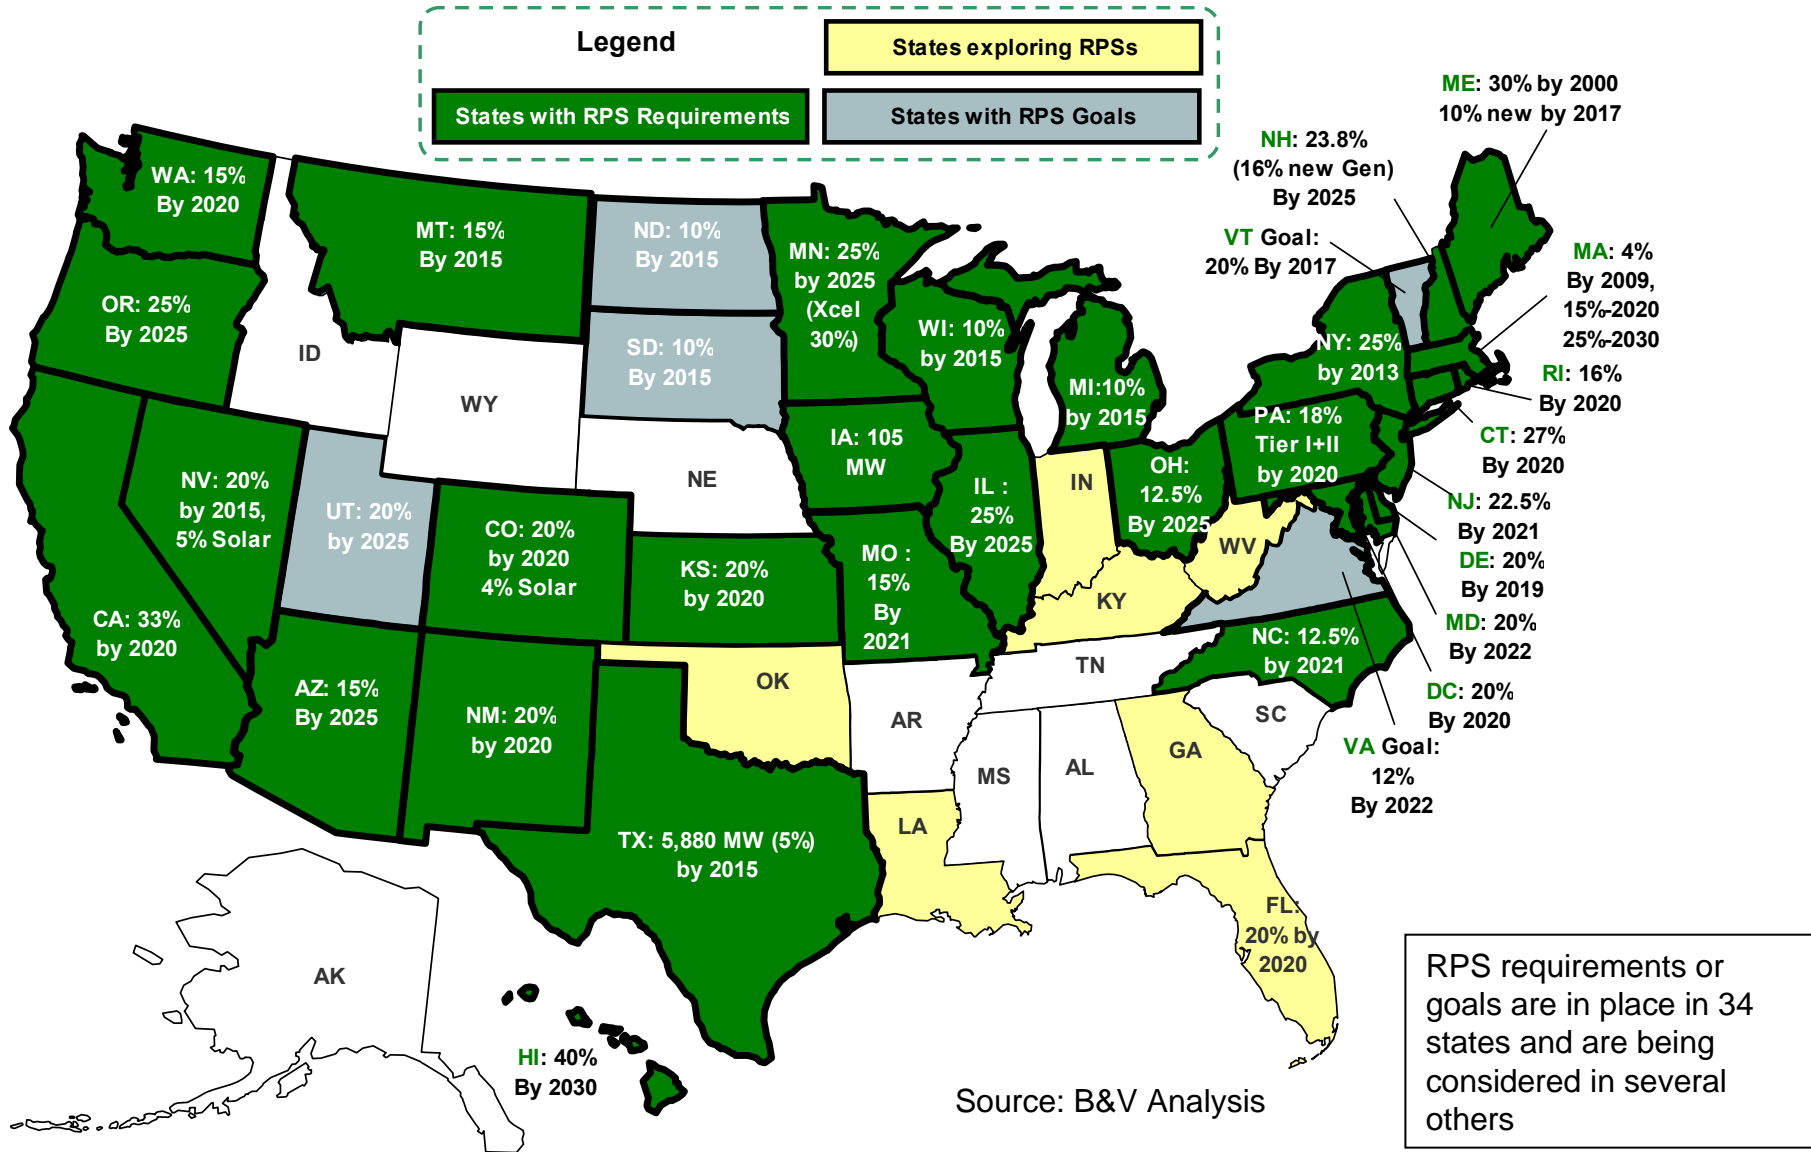 Legend
States exploring RPSs
States with RPS Requirements
States with RPS Goals
ME: 30% by 2000
10% new by 2017
NH: 23.8%
(16% new Gen)
By 2025
VT Goal:
20% By 2017
MA: 4%
By 2009,
15%-2020
25%-2030
RI: 16%
By 2020
CT: 27%
By 2020
NJ: 22.5%
By 2021
DE: 20%
By 2019
MD: 20%
By 2022
DC: 20%
By 2020
VA Goal:
12%
By 2022
WA: 15%
By 2020
MT: 15%
By 2015
ND: 10%
By 2015
MN: 25%
by 2025
(Xcel
30%)
OR: 25%
By 2025
ID
SD: 10%
By 2015
WI: 10%
by 2015
MI:10%
by 2015
NY: 25%
by 2013
WY
IA: 105
MW
PA: 18%
Tier I+II
by 2020
NV: 20%
by 2015,
5% Solar
UT: 20%
by 2025
CO: 20%
by 2020
4% Solar
NE
IL :
25%
By 2025
IN
OH:
12.5%
By 2025
WV
CA: 33%
by 2020
KS: 20%
by 2020
MO :
15%
By
2021
KY
NC: 12.5%
by 2021
AZ: 15%
By 2025
NM: 20%
by 2020
OK
AR
TN
SC
MS
AL
GA
TX: 5,880 MW (5%)
by 2015
LA
FL:
20% by
2020
AK
HI: 40%
By 2030
Source: B&V Analysis
RPS requirements or
goals are in place in 34
states and are being
considered in several
others